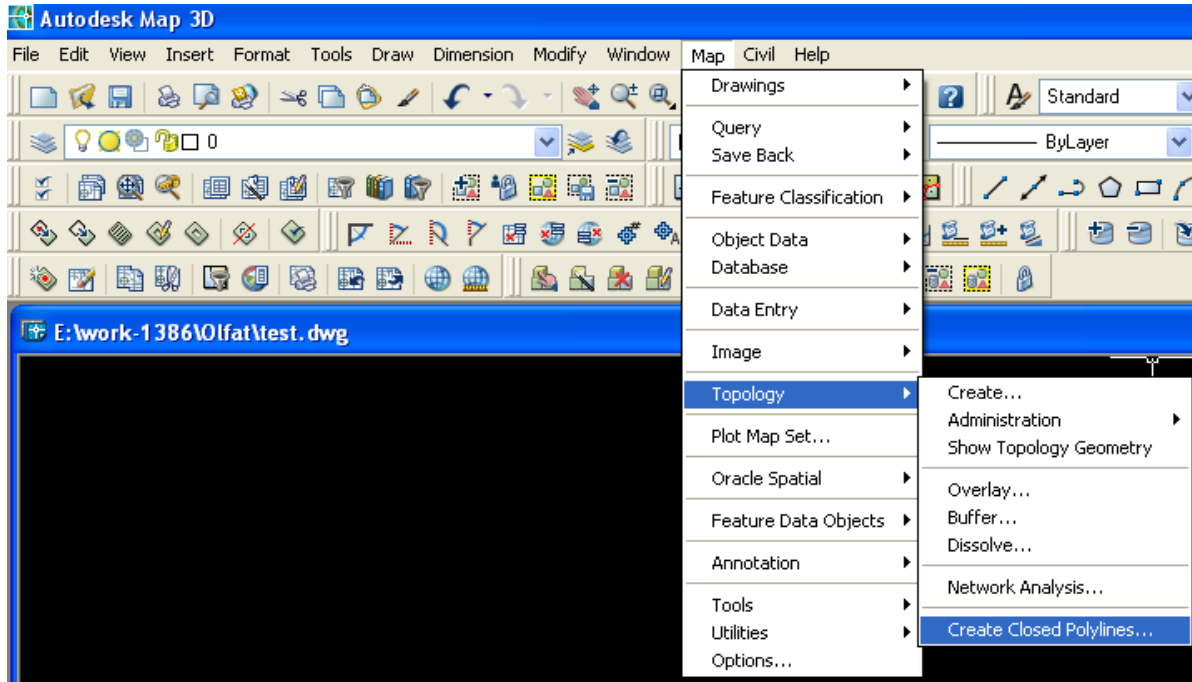 Autodesk Map 3D
File Edit View Insert Format Tools Draw Dimension Modify Window Map Civil Help
Standard
0
ByLayer
E:\work-1386\Olfat\test.dwg
Drawings
Query
Save Back
Feature Classification
Object Data
Database
Data Entry
Image
Topology
Plot Map Set...
Oracle Spatial
Feature Data Objects
Annotation
Tools
Utilities
Options...
Create...
Administration
Show Topology Geometry
Overlay...
Buffer...
Dissolve...
Network Analysis...
Create Closed Polylines...